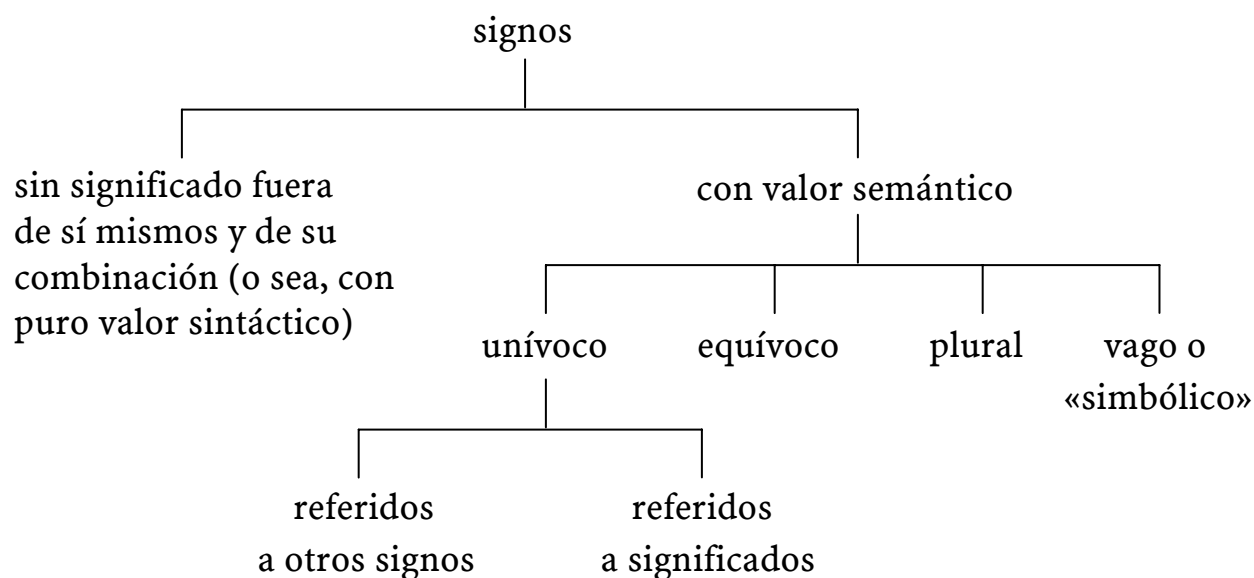 signos
sin significado fuera
de sí mismos y de su
combinación (o sea, con
puro valor sintáctico)
con valor semántico
unívoco
equívoco
plural
vago o
«simbólico»
referidos
a otros signos
referidos
a significados